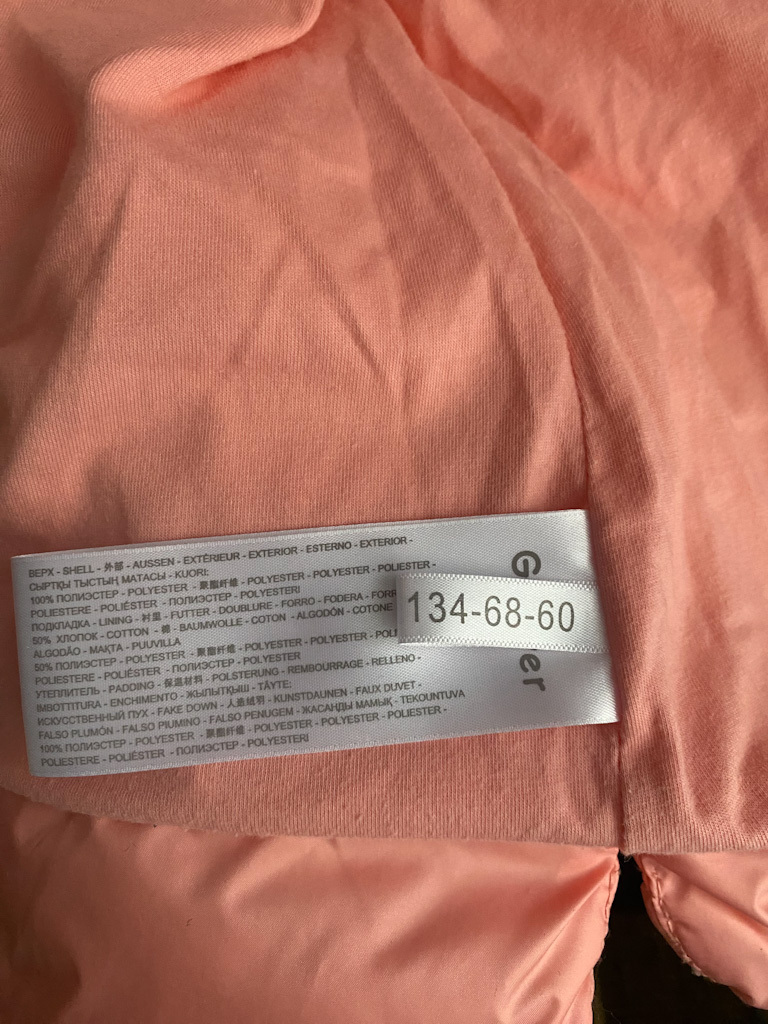 ВЕРХ - SHELL - 外部 - AUSSEN - EXTÉRIEUR - EXTERIOR - ESTERNO - EXTERIOR -
СЫРТҚЫ ТЫСТЫҢ МАТАСЫ - KUORI:
100% ПОЛИЭСТЕР - POLYESTER - 聚酯纤维 - POLYESTER - POLYESTER - POLIESTER -
POLIESTERE - POLIÉSTER - ПОЛИЭСТЕР - POLYESTERI
ПОДКЛАДКА - LINING - 衬里 - FUTTER - DOUBLURE - FORRO - FODERA -
50% ХЛОПОК - COTTON - 棉 - BAUMWOLLE - COTON - ALGODÓN - COTONE
ALGODÃO - МАҚТА - PUUVILLA
50% ПОЛИЭСТЕР - POLYESTER - 聚酯纤维 - POLYESTER - POLYESTER -
POLIESTERE - POLIÉSTER - ПОЛИЭСТЕР - POLYESTER
УТЕПЛИТЕЛЬ - PADDING - 保温材料 - POLSTERUNG - REMBOURRAGE - RELLENO -
IMBOTTITURA - ENCHIMENTO - ЖЫЛЫТҚЫШ - TÄYTE:
ИСКУССТВЕННЫЙ ПУХ - FAKE DOWN - 人造绒羽 - KUNSTDAUNEN - FAUX DUVET -
FALSO PLUMÓN - FALSO PIUMINO - FALSO PENUGEM - ЖАСАНДЫ МАМЫҚ - TEKOUNTUVA
100% ПОЛИЭСТЕР - POLYESTER - 聚酯纤维 - POLYESTER - POLYESTER - POLIESTER -
POLIESTERE - POLIÉSTER - ПОЛИЭСТЕР - POLYESTERI
134-68-60